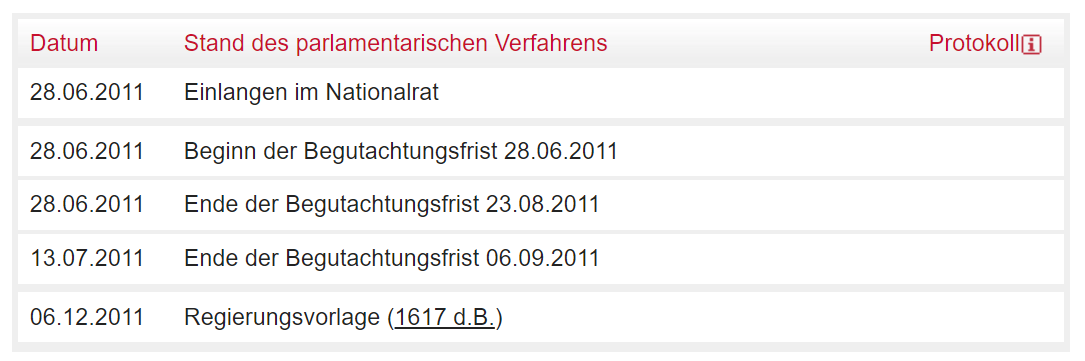 Datum Stand des parlamentarischen Verfahrens Protokoll
28.06.2011 Einlangen im Nationalrat
28.06.2011 Beginn der Begutachtungsfrist 28.06.2011
28.06.2011 Ende der Begutachtungsfrist 23.08.2011
13.07.2011 Ende der Begutachtungsfrist 06.09.2011
06.12.2011 Regierungsvorlage (1617 d.B.)